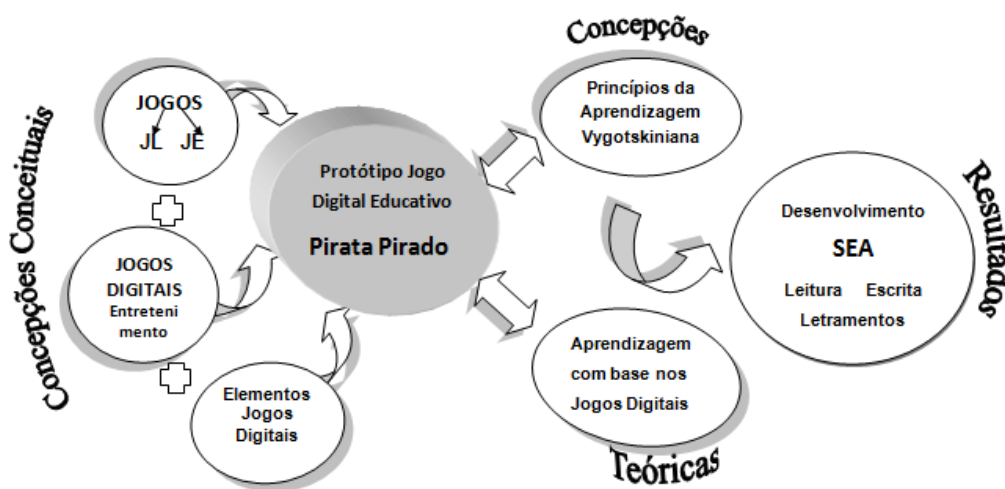 Concepções Conceituais
JOGOS
JL JE
JOGOS
DIGITAIS
Entreteni
mento
Elementos
Jogos
Digitais
Protótipo Jogo
Digital Educativo
Pirata Pirado
Concepções
Princípios da
Aprendizagem
Vygotskiniana
Aprendizagem
com base nos
Jogos Digitais
Teóricas
Resultados
Desenvolvimento
SEA
Leitura Escrita
Letramentos